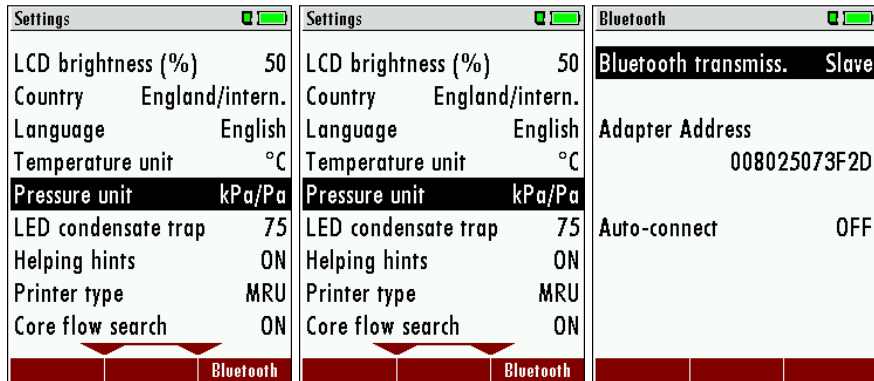 Settings
LCD brightness (%) 50
Country England/intern.
Language English
Temperature unit °C
Pressure unit kPa/Pa
LED condensate trap 75
Helping hints ON
Printer type MRU
Core flow search ON
Bluetooth
Settings
LCD brightness (%) 50
Country England/intern.
Language English
Temperature unit °C
Pressure unit kPa/Pa
LED condensate trap 75
Helping hints ON
Printer type MRU
Core flow search ON
Bluetooth
Bluetooth
Bluetooth transmiss. Slave
Adapter Address
008025073F2D
Auto-connect OFF